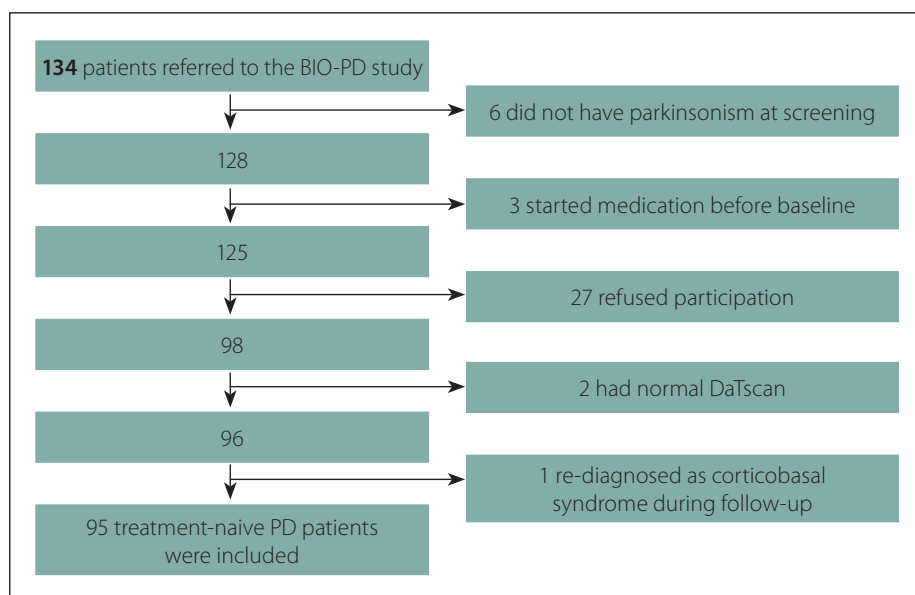 134 patients referred to the BIO-PD study
6 did not have parkinsonism at screening
128
3 started medication before baseline
125
27 refused participation
98
2 had normal DaTscan
96
1 re-diagnosed as corticobasal
syndrome during follow-up
95 treatment-naive PD patients
were included